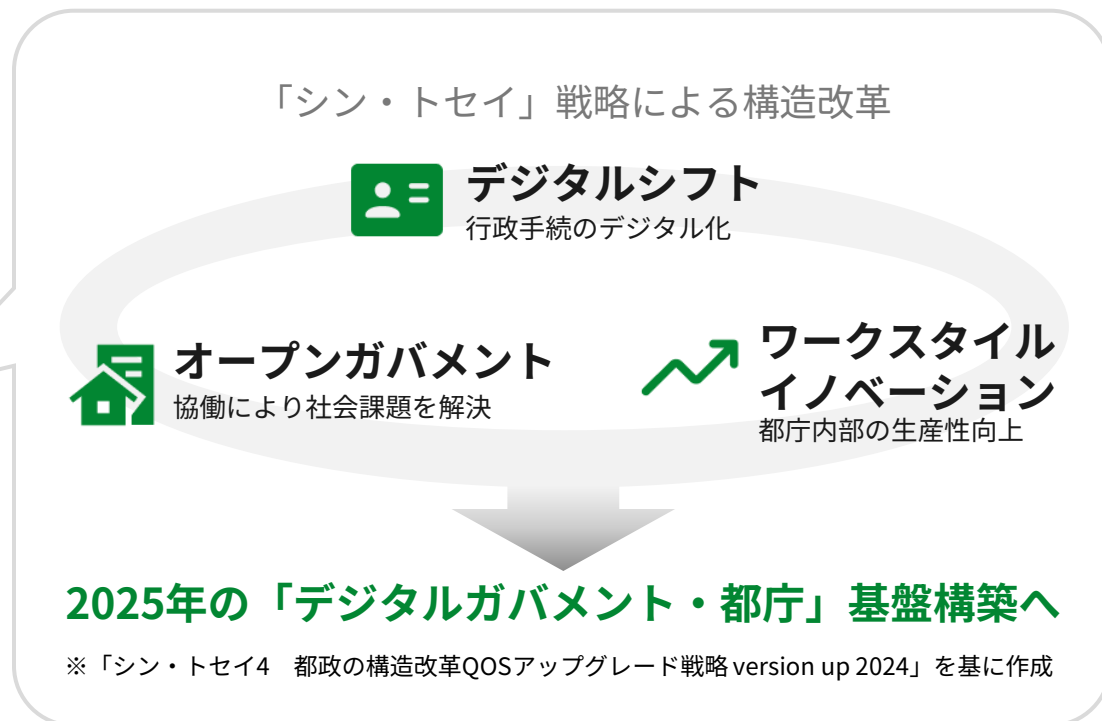 「シン・トセイ」戦略による構造改革
デジタルシフト
行政手続のデジタル化
オープンガバメント
協働により社会課題を解決
ワークスタイル
イノベーション
都庁内部の生産性向上
2025年の「デジタルガバメント・都庁」基盤構築へ
※「シン・トセイ4　都政の構造改革QOSアップグレード戦略 version up 2024」を基に作成